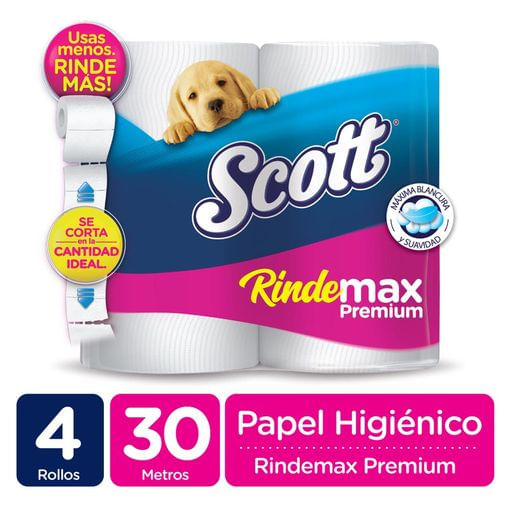 Usas
menos.
RINDE
MÁS!
Scott®
MÁXIMA BLANCURA
y SUAVIDAD
SE
CORTA
en la
CANTIDAD
IDEAL.
Rindemax
Premium
4
Rollos
30
Metros
Papel Higiénico
Rindemax Premium